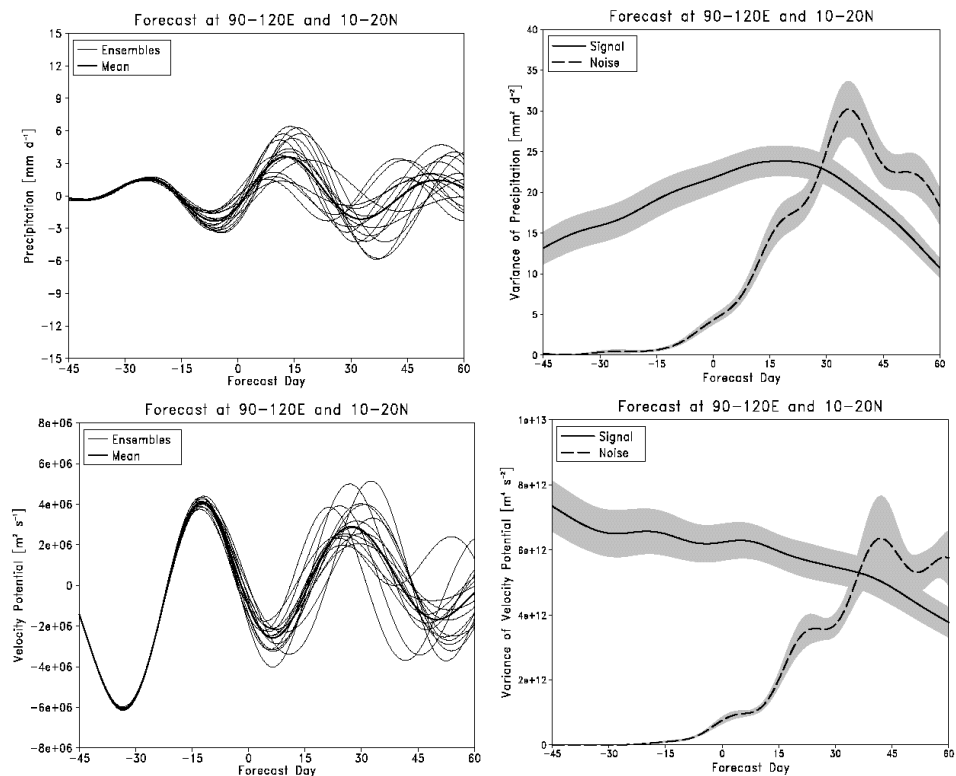 Forecast at 90-120E and 10-20N
Ensembles
Mean
Precipitation [mm d⁻¹]
15
12
9
6
3
0
-3
-6
-9
-12
-15
-45 -30 -15 0 15 30 45 60
Forecast Day
Forecast at 90-120E and 10-20N
Signal
Noise
Variance of Precipitation [mm² d⁻²]
40
35
30
25
20
15
10
5
0
-45 -30 -15 0 15 30 45 60
Forecast Day
Forecast at 90-120E and 10-20N
Ensembles
Mean
Velocity Potential [m² s⁻¹]
8e+06
6e+06
4e+06
2e+06
0
-2e+06
-4e+06
-6e+06
-8e+06
-45 -30 -15 0 15 30 45 60
Forecast Day
Forecast at 90-120E and 10-20N
Signal
Noise
Variance of Velocity Potential [m⁴ s⁻²]
1e+13
8e+12
6e+12
4e+12
2e+12
0
-45 -30 -15 0 15 30 45 60
Forecast Day